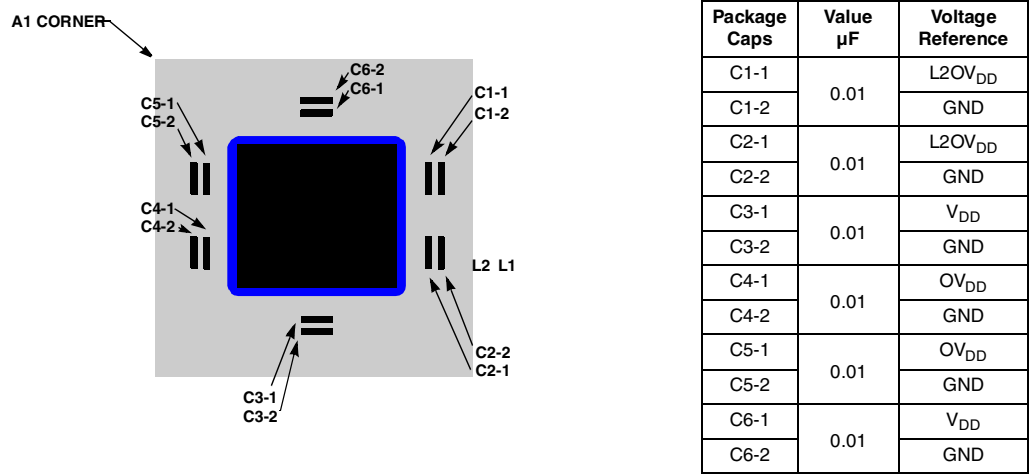 A1 CORNER
C6-2
C6-1
C1-1
C1-2
C5-1
C5-2
C4-1
C4-2
L2 L1
C2-2
C2-1
C3-1
C3-2
Package Caps Value µF Voltage Reference
C1-1 0.01 L2OVDD
C1-2 GND
C2-1 0.01 L2OVDD
C2-2 GND
C3-1 0.01 VDD
C3-2 GND
C4-1 0.01 OVDD
C4-2 GND
C5-1 0.01 OVDD
C5-2 GND
C6-1 0.01 VDD
C6-2 GND